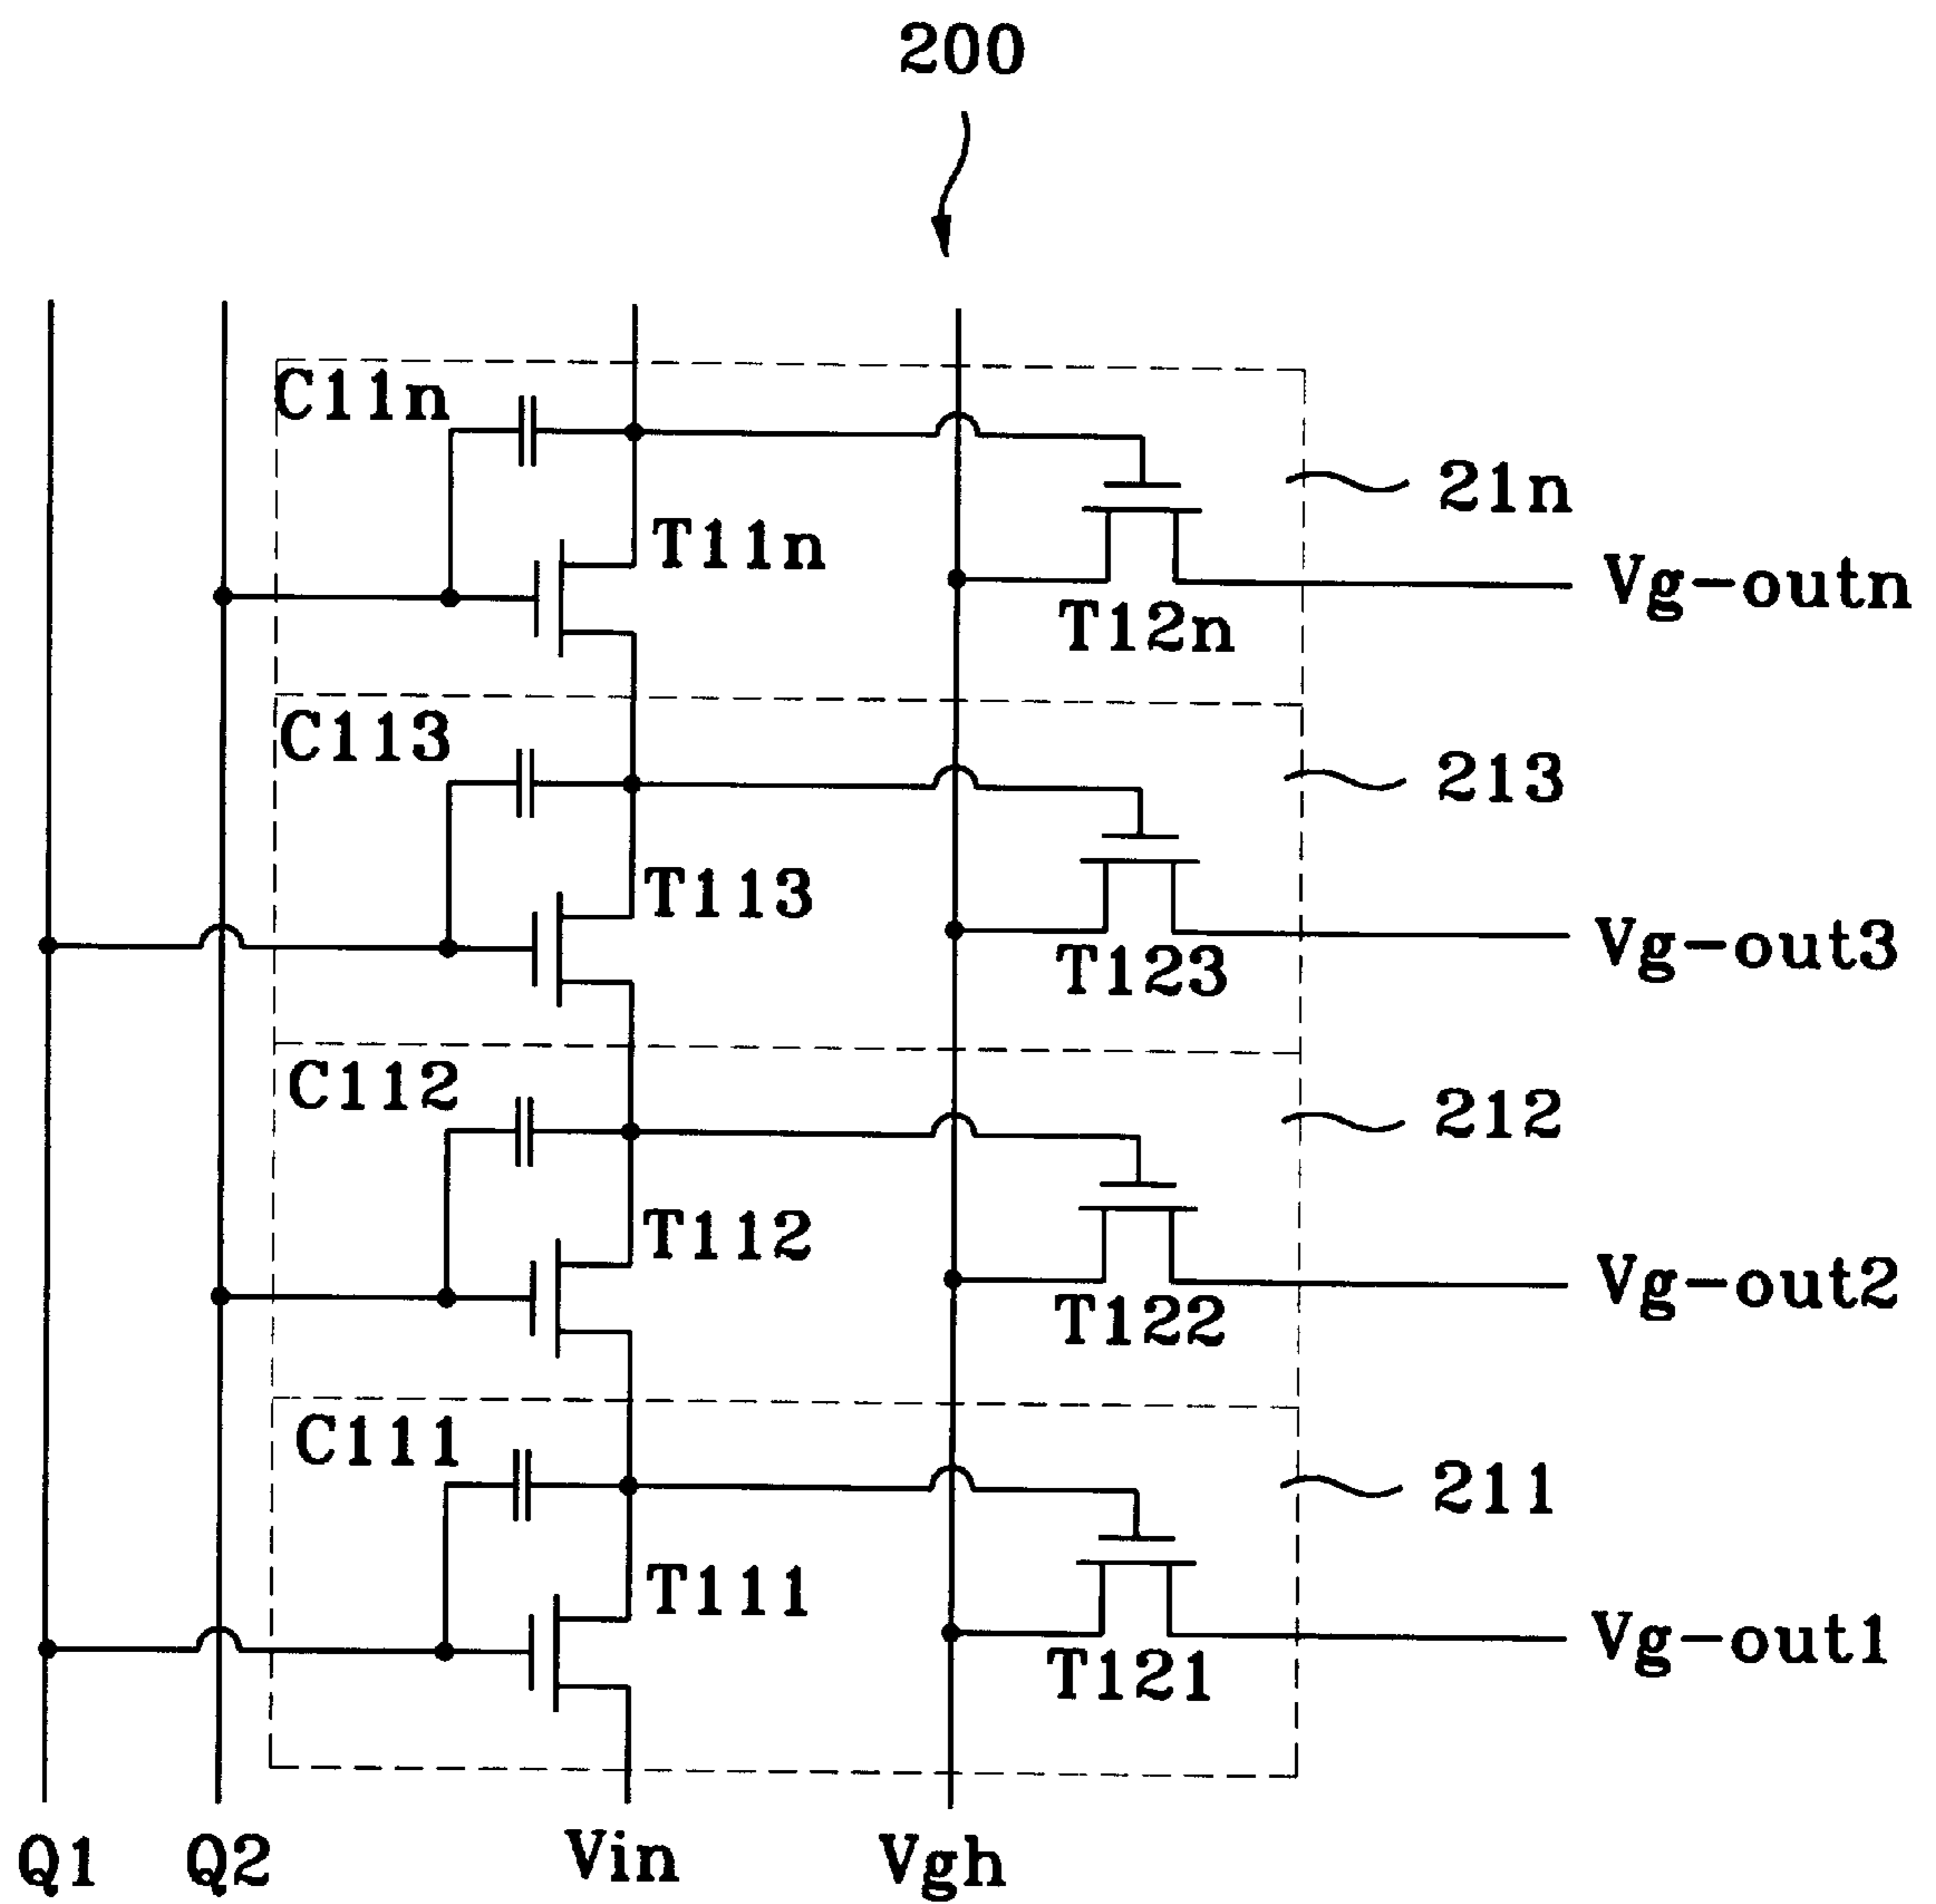 200
C11n
21n
T11n
Vg-outn
T12n
C113
213
T113
Vg-out3
T123
C112
212
T112
Vg-out2
T122
C111
211
T111
Vg-out1
T121
Q1
Q2
Vin
Vgh